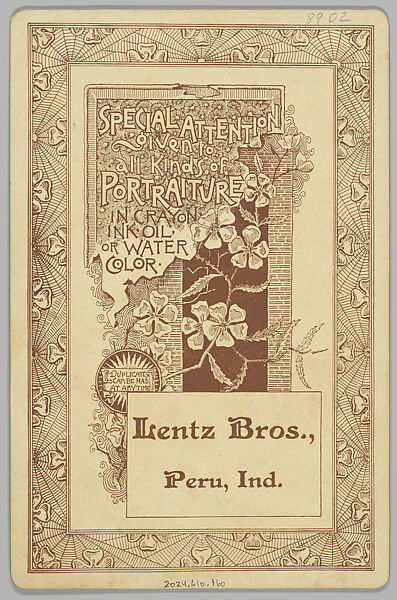 8902
SPECIAL ATTENTION
Given to
all Kinds of
PORTRAITURE
IN CRAYON
INK OIL
OR WATER
COLOR.
DUPLICATES
CAN BE HAD
AT ANY TIME
Lentz Bros.,
Peru, Ind.
2024.410.160